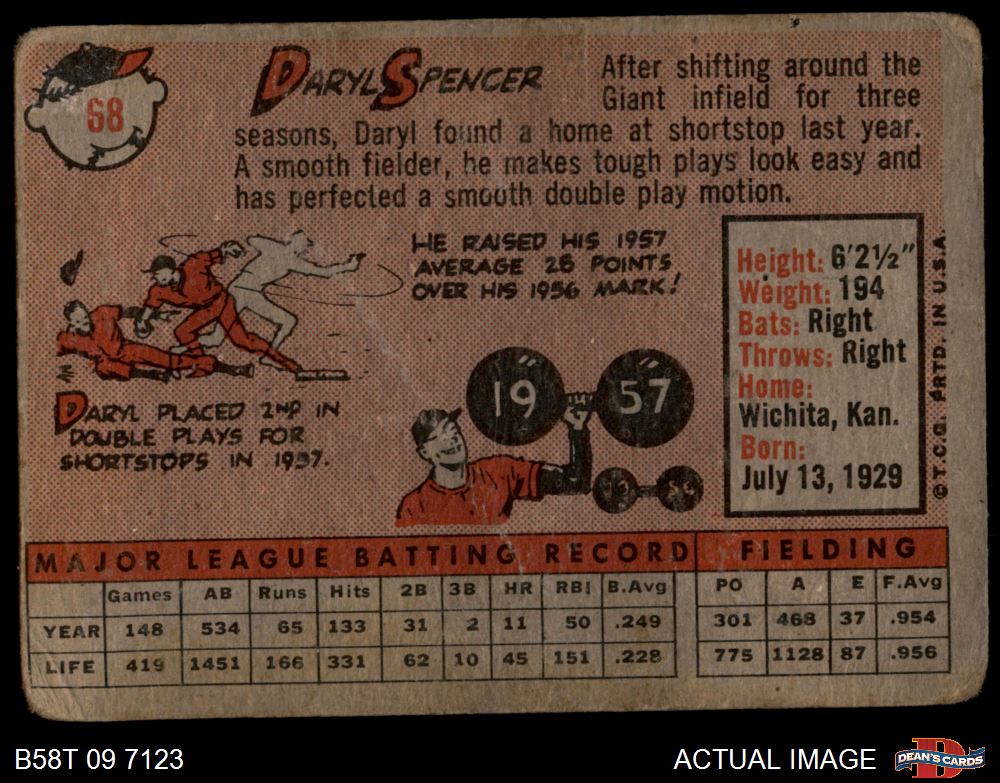 68
DARYL SPENCER
After shifting around the
Giant infield for three
seasons, Daryl found a home at shortstop last year.
A smooth fielder, he makes tough plays look easy and
has perfected a smooth double play motion.
HE RAISED HIS 1957
AVERAGE 28 POINTS
OVER HIS 1956 MARK!
DARYL PLACED 2ND IN
DOUBLE PLAYS FOR
SHORTSTOPS IN 1957.
19 57
56
Height: 6'2½"
Weight: 194
Bats: Right
Throws: Right
Home:
Wichita, Kan.
Born:
July 13, 1929
© T.C.G. PRTD. IN U.S.A.
MAJOR LEAGUE BATTING RECORD FIELDING
Games AB Runs Hits 2B 3B HR RBI B.Avg PO A E F.Avg
YEAR 148 534 65 133 31 2 11 50 .249 301 468 37 .954
LIFE 419 1451 166 331 62 10 45 151 .228 775 1128 87 .956
B58T 09 7123
ACTUAL IMAGE
D
DEAN'S CARDS